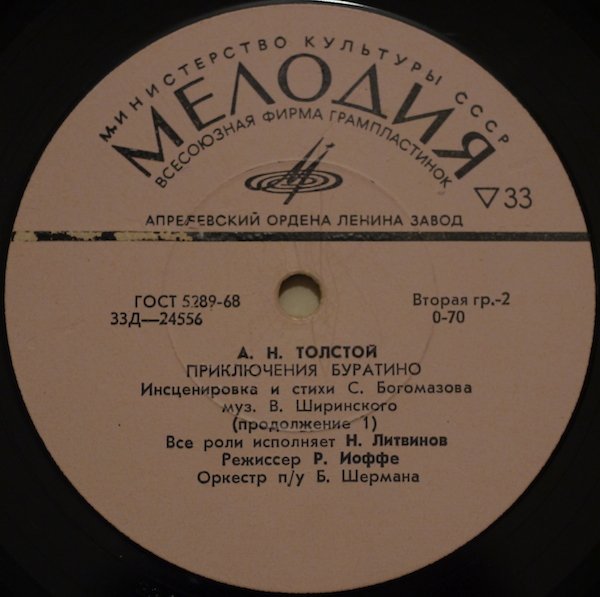 МИНИСТЕРСТВО КУЛЬТУРЫ СССР
МЕЛОДИЯ
ВСЕСОЮЗНАЯ ФИРМА ГРАМПЛАСТИНОК
▽33
АПРЕЛЕВСКИЙ ОРДЕНА ЛЕНИНА ЗАВОД
ГОСТ 5289-68
Вторая гр.-2
33Д—24556
0-70
А. Н. ТОЛСТОЙ
ПРИКЛЮЧЕНИЯ БУРАТИНО
Инсценировка и стихи С. Богомазова
муз. В. Ширинского
(продолжение 1)
Все роли исполняет Н. Литвинов
Режиссер Р. Иоффе
Оркестр п/у Б. Шермана